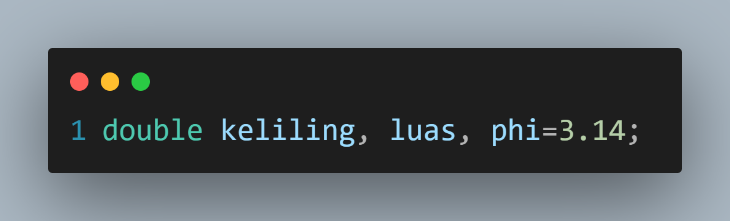 1 double keliling, luas, phi=3.14;